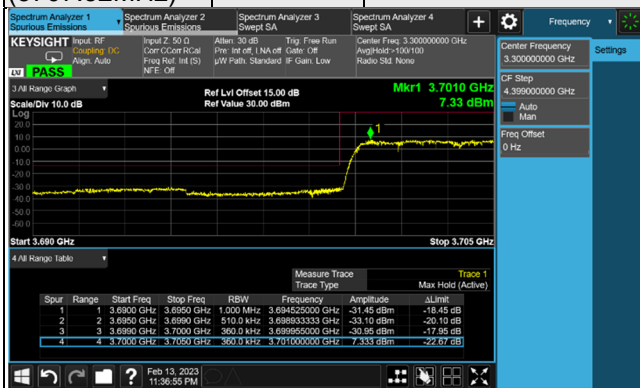 Spectrum Analyzer 1
Spurious Emissions
Spectrum Analyzer 2
Spurious Emissions
Spectrum Analyzer 3
Swept SA
Spectrum Analyzer 4
Swept SA
+
Frequency
KEYSIGHT
LXI PASS
Input: RF
Coupling: DC
Align: Auto
Input Z: 50 Ω
Corr CCorr RCal
Freq Ref: Int (S)
NFE: Off
Atten: 30 dB
Pre: Int off, LNA off
µW Path: Standard
Trig: Free Run
Gate: Off
IF Gain: Low
Center Freq: 3.300000000 GHz
Avg|Hold:>100/100
Radio Std: None
Center Frequency
3.300000000 GHz
Settings
CF Step
4.399000000 GHz
Auto
Man
Freq Offset
0 Hz
3 All Range Graph
Scale/Div 10.0 dB
Ref Lvl Offset 15.00 dB
Ref Value 30.00 dBm
Mkr1 3.7010 GHz
7.33 dBm
Log
20.0
10.0
0.00
-10.0
-20.0
-30.0
-40.0
-50.0
-60.0
1
Start 3.690 GHz
Stop 3.705 GHz
4 All Range Table
Measure Trace Trace 1
Trace Type Max Hold (Active)
Spur Range Start Freq Stop Freq RBW Frequency Amplitude ΔLimit
1 1 3.6900 GHz 3.6950 GHz 1.000 MHz 3.694525000 GHz -31.45 dBm -18.45 dB
2 2 3.6950 GHz 3.6990 GHz 510.0 kHz 3.698933333 GHz -33.10 dBm -20.10 dB
3 3 3.6990 GHz 3.7000 GHz 360.0 kHz 3.699955000 GHz -30.95 dBm -17.95 dB
4 4 3.7000 GHz 3.7050 GHz 360.0 kHz 3.701000000 GHz 7.333 dBm -22.67 dB
?
Feb 13, 2023
11:36:55 PM